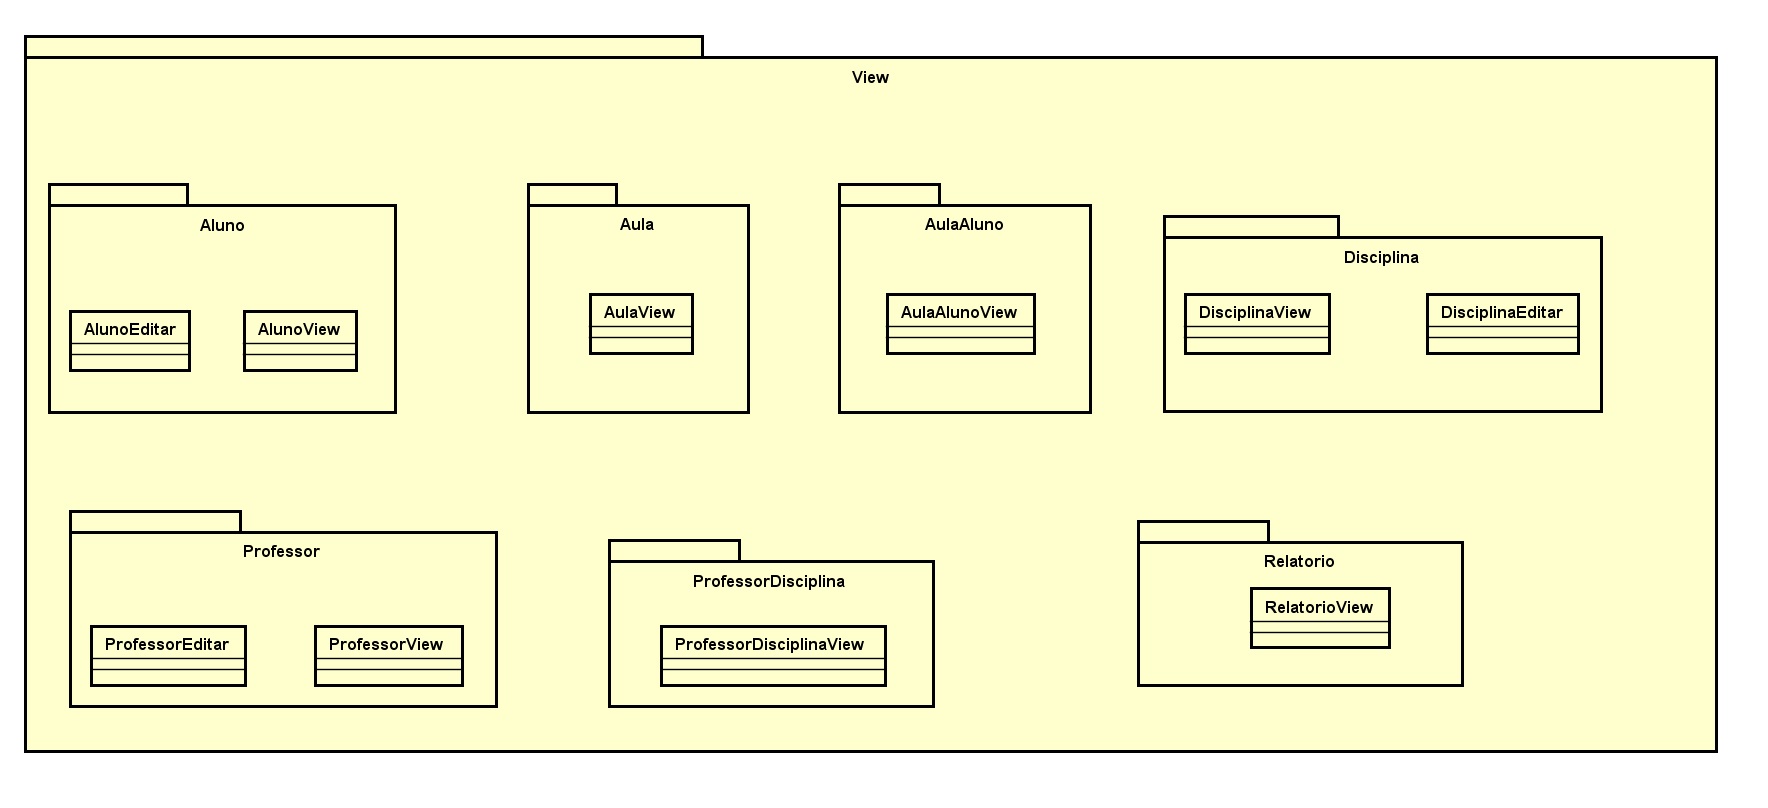 View
Aluno
AlunoEditar
AlunoView
Aula
AulaView
AulaAluno
AulaAlunoView
Disciplina
DisciplinaView
DisciplinaEditar
Professor
ProfessorEditar
ProfessorView
ProfessorDisciplina
ProfessorDisciplinaView
Relatorio
RelatorioView